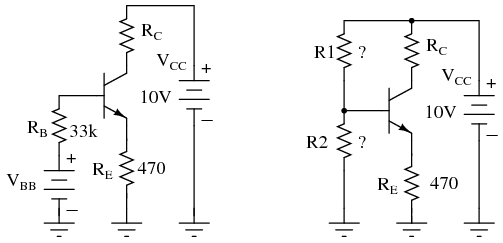 RC
VCC
10V
RB 33k
RE 470
VBB
R1 ?
RC
VCC
10V
R2 ?
RE 470